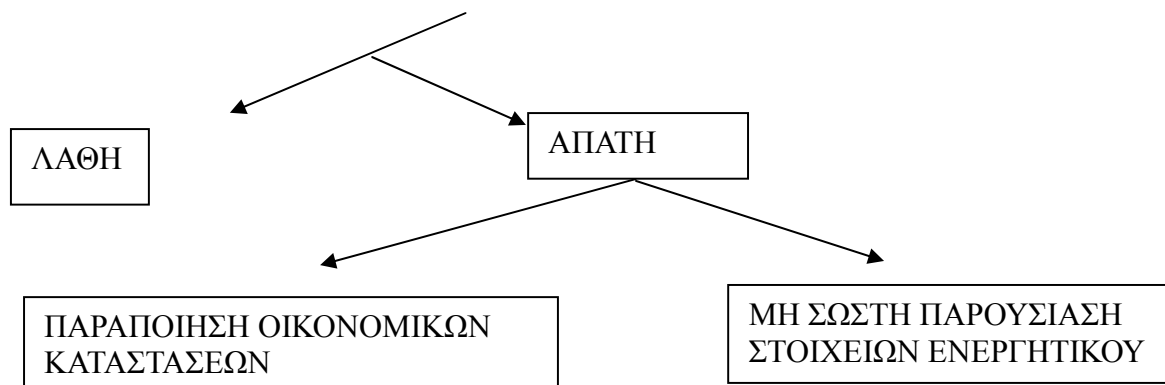 ΛΑΘΗ
ΑΠΑΤΗ
ΠΑΡΑΠΟΙΗΣΗ ΟΙΚΟΝΟΜΙΚΩΝ
ΚΑΤΑΣΤΑΣΕΩΝ
ΜΗ ΣΩΣΤΗ ΠΑΡΟΥΣΙΑΣΗ
ΣΤΟΙΧΕΙΩΝ ΕΝΕΡΓΗΤΙΚΟΥ